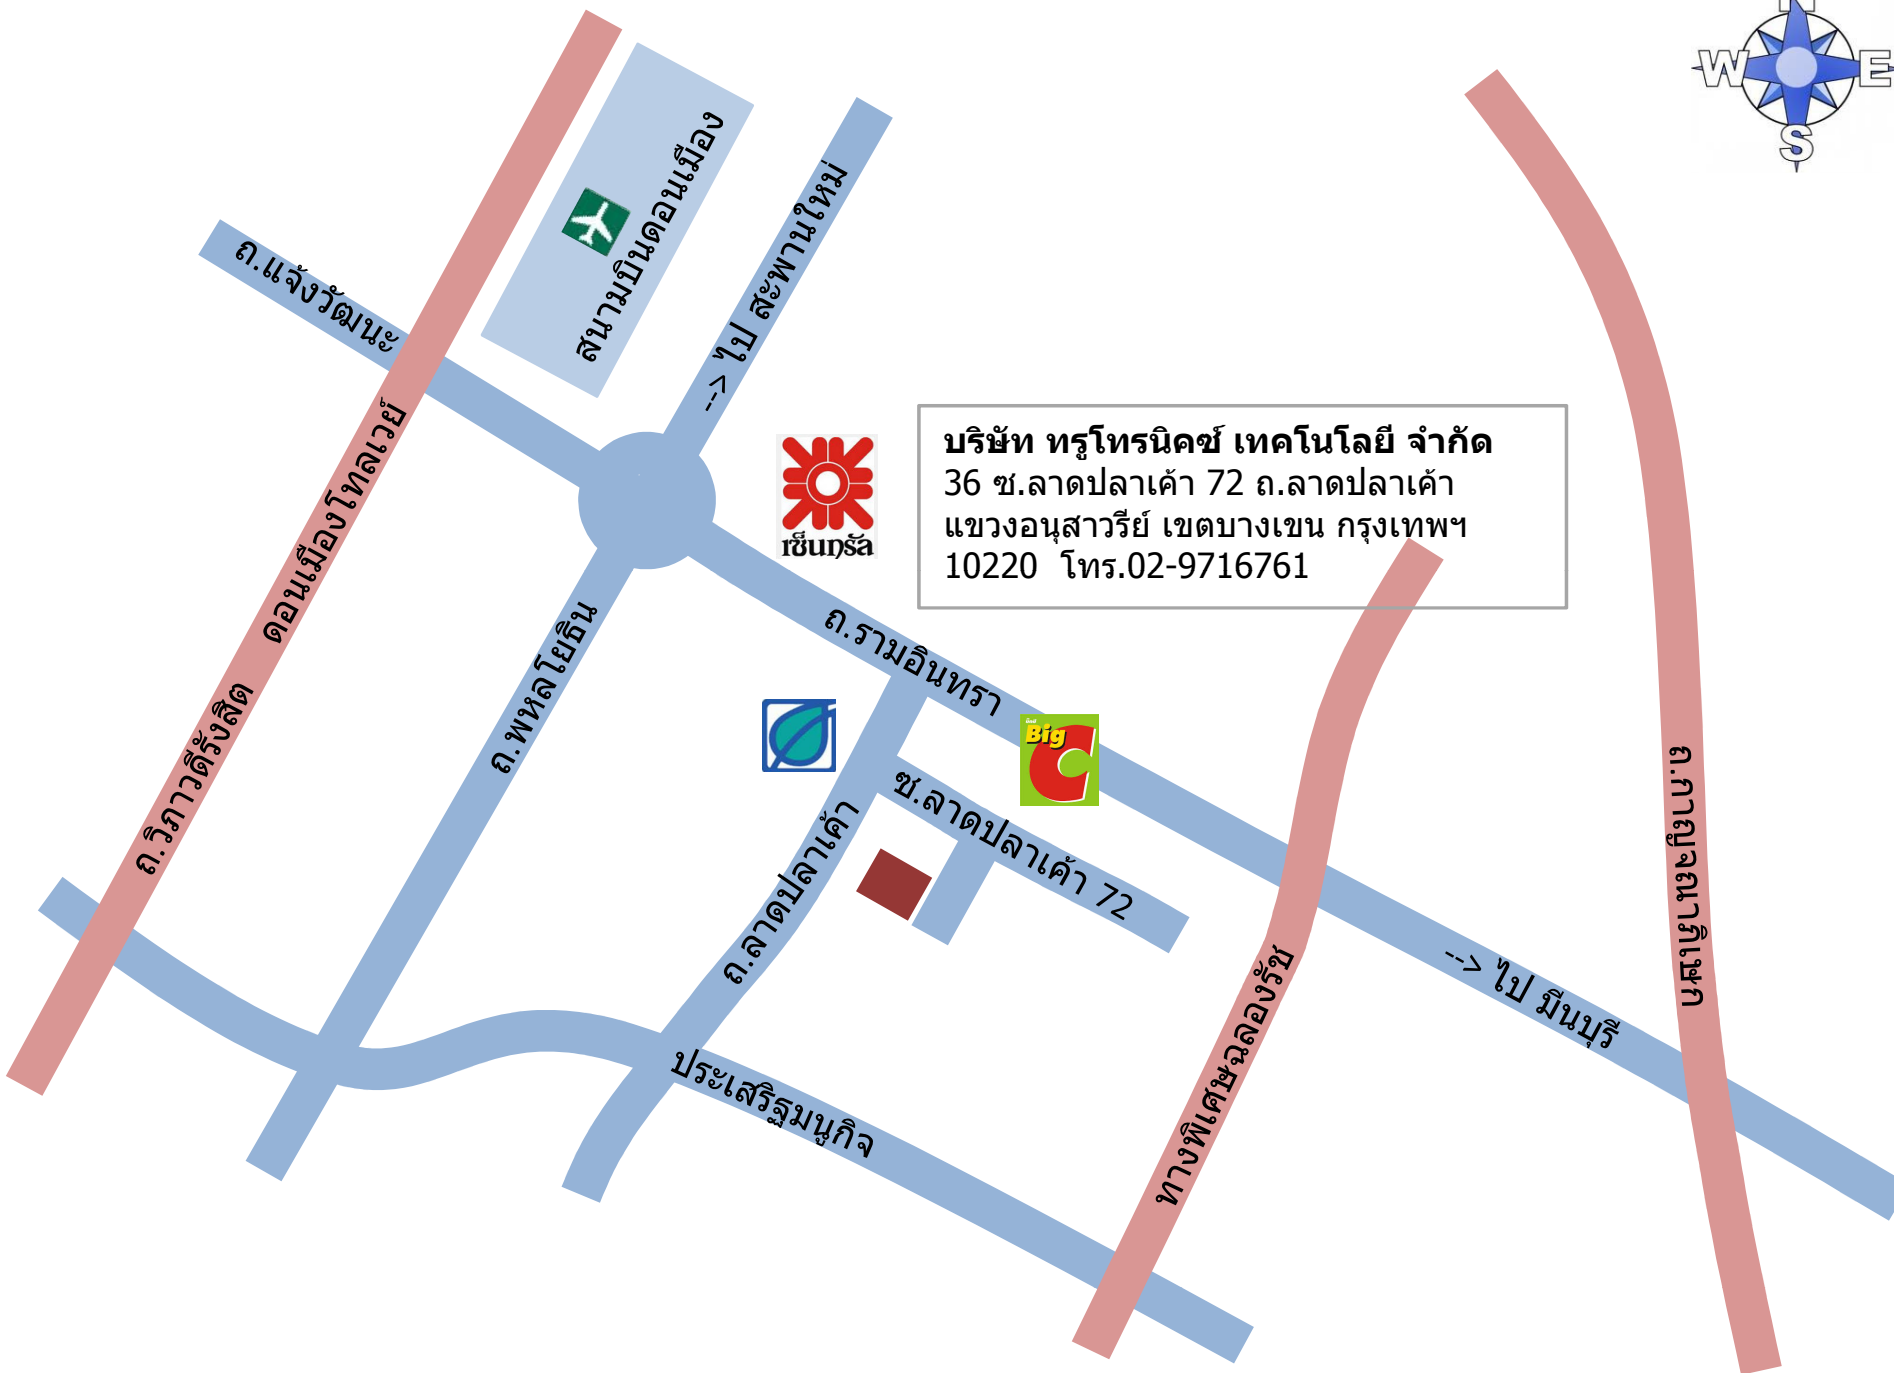 N
W
E
S
สนามบินดอนเมือง
--> ไป สะพานใหม่
ถ.แจ้งวัฒนะ
ถ.วิภาวดีรังสิต ดอนเมืองโทลเวย์
เซ็นทรัล
บริษัท ทรูโทรนิคซ์ เทคโนโลยี จำกัด
36 ซ.ลาดปลาเค้า 72 ถ.ลาดปลาเค้า
แขวงอนุสาวรีย์ เขตบางเขน กรุงเทพฯ
10220 โทร.02-9716761
ถ.พหลโยธิน
ถ.รามอินทรา
บิ๊กซี
Big
C
ซ.ลาดปลาเค้า 72
ถ.ลาดปลาเค้า
ถ.กาญจณาภิเษก
--> ไป มีนบุรี
ทางพิเศษฉลองรัช
ประเสริฐมนูกิจ